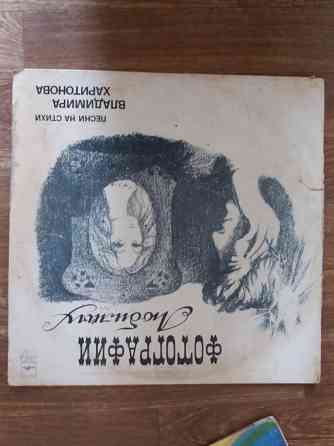 ФОТОГРАФИИ
Любимых
ПЕСНИ НА СТИХИ
ВЛАДИМИРА
ХАРИТОНОВА